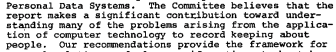 Personal Data Systems. The Committee believes that the
report makes a significant contribution toward under-
standing many of the problems arising from the applica-
tion of computer technology to record keeping about
people. Our recommendations provide the framework for